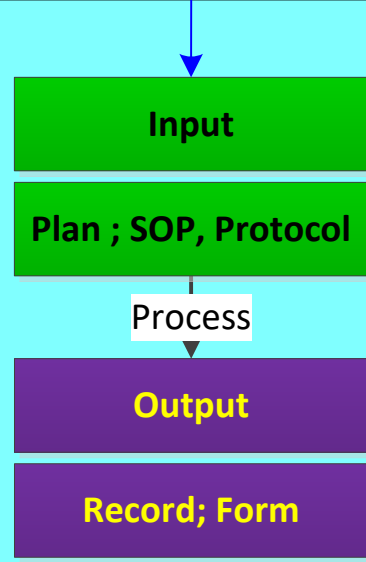 Input
Plan ; SOP, Protocol
Process
Output
Record; Form